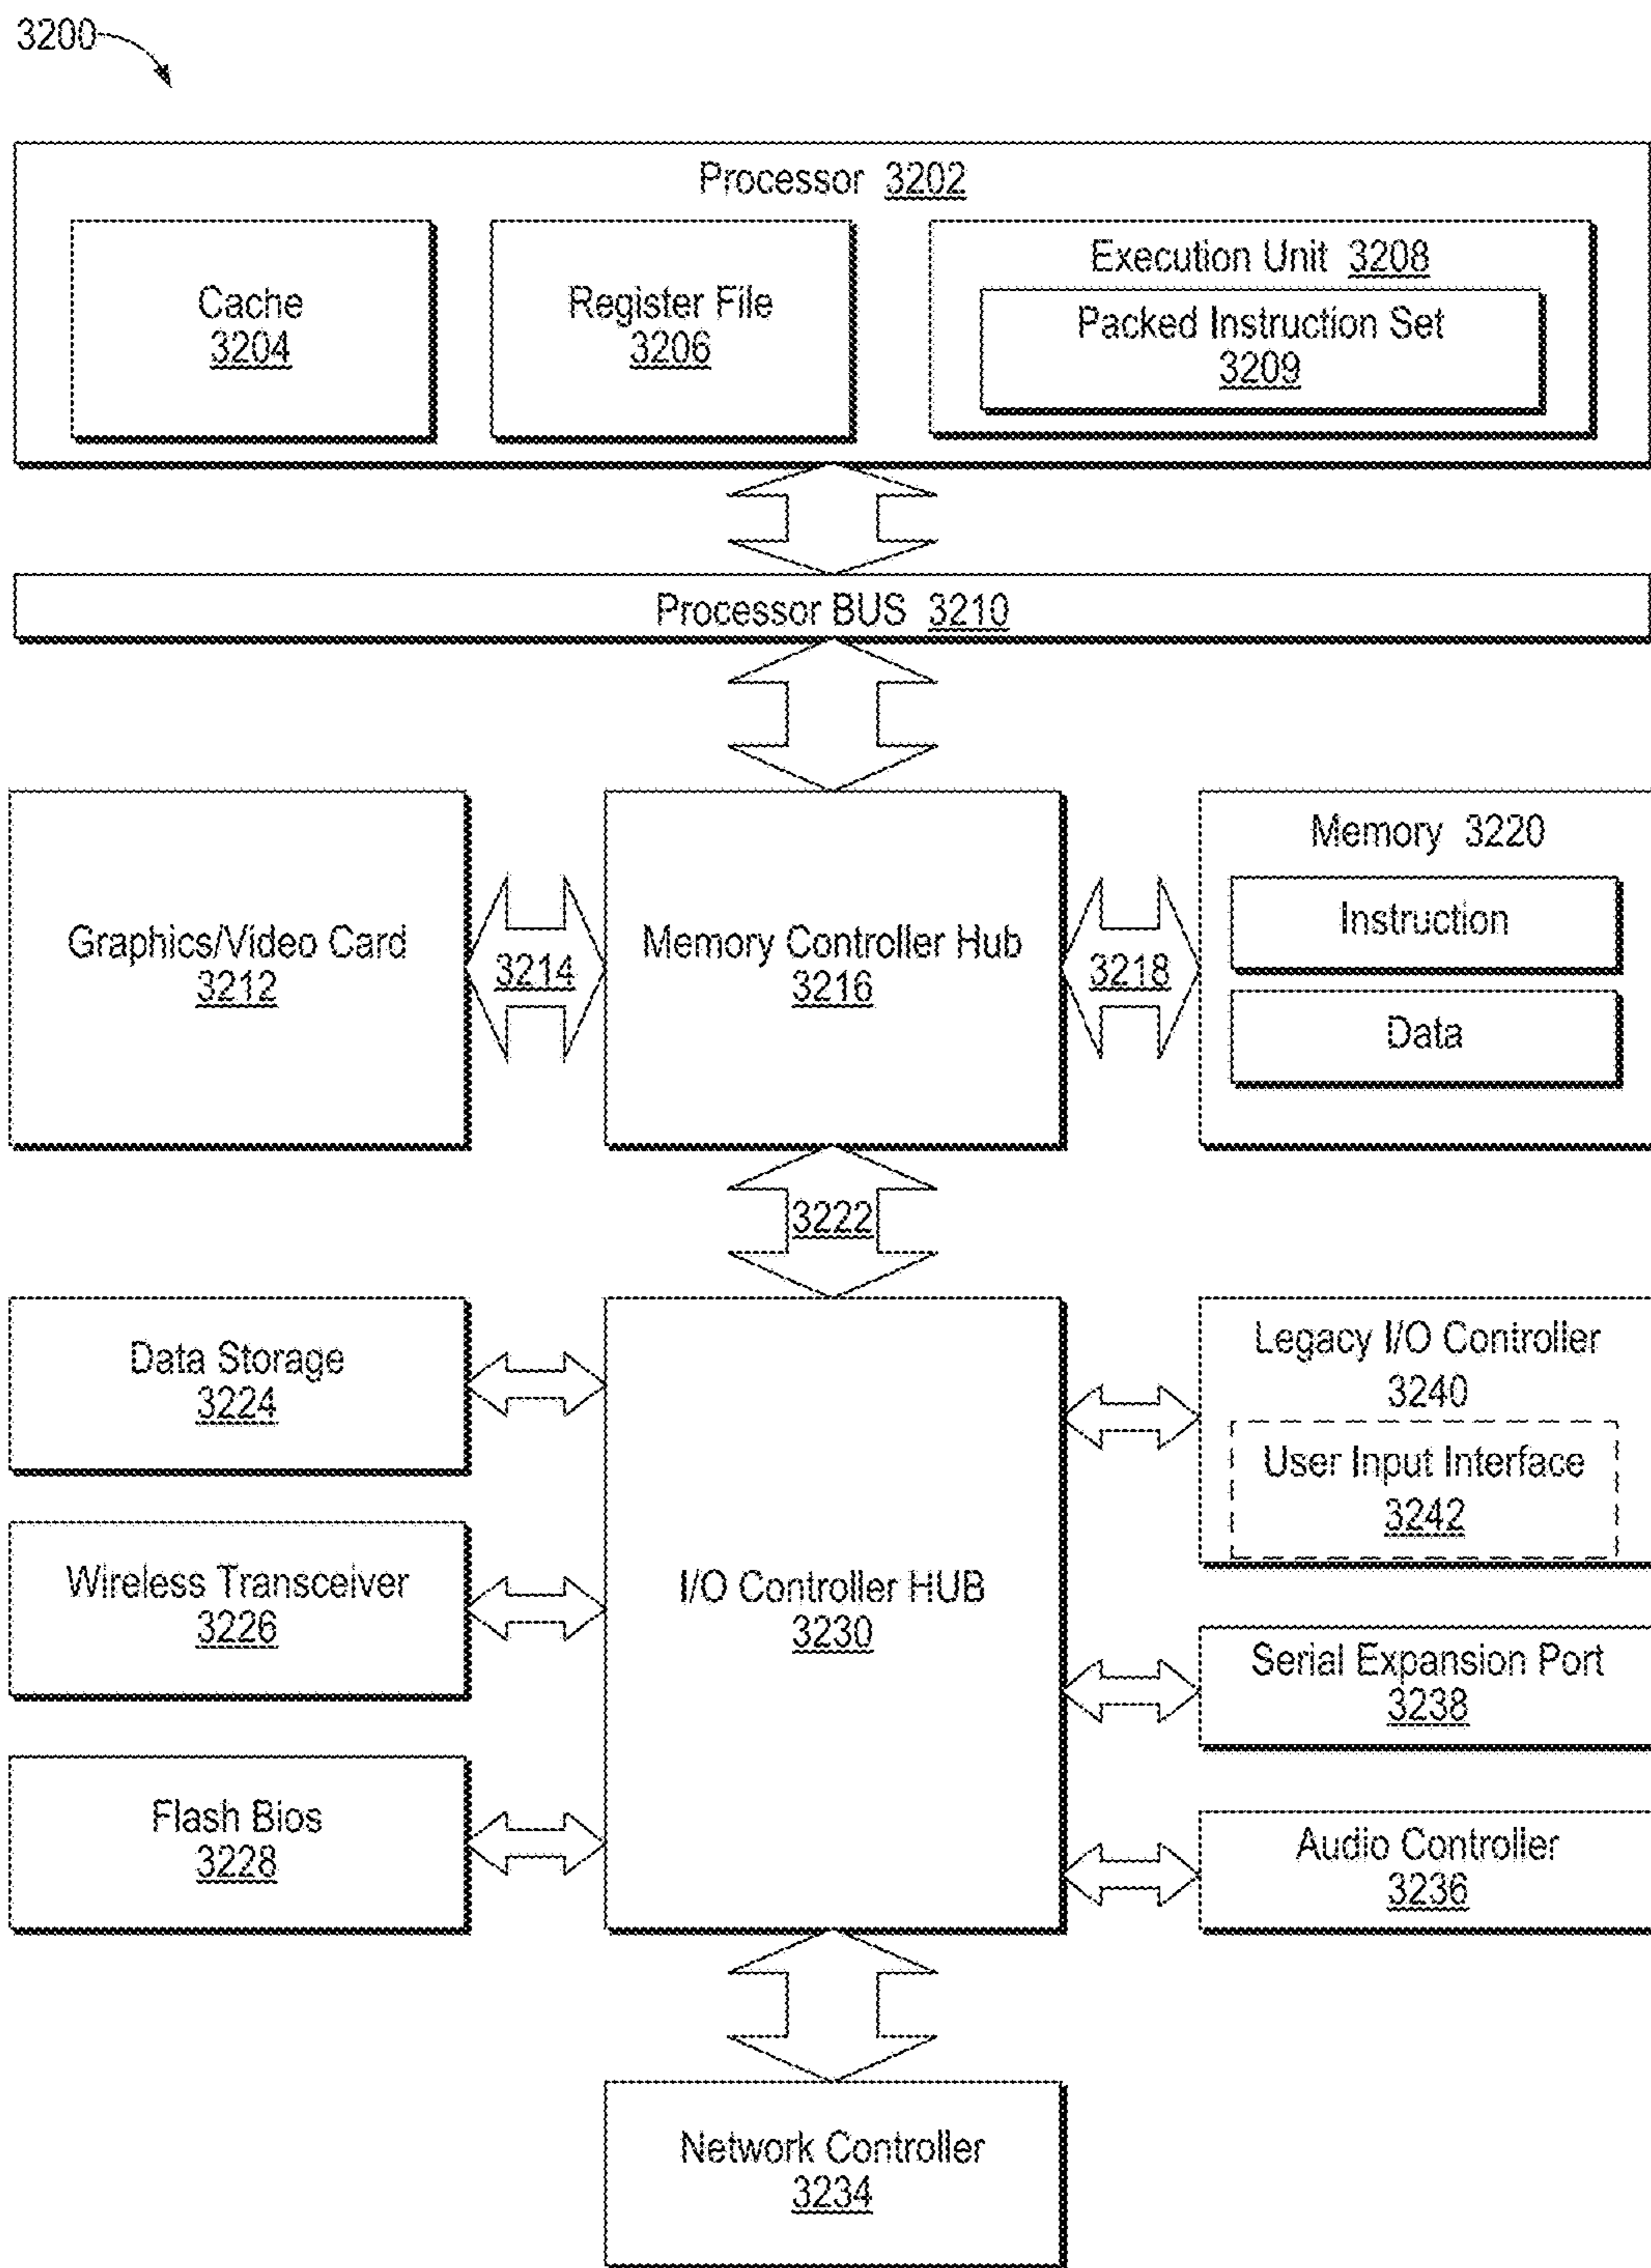 3200
Processor 3202
Cache
3204
Register File
3206
Execution Unit 3208
Packed Instruction Set
3209
Processor BUS 3210
Graphics/Video Card
3212
3214
Memory Controller Hub
3216
3218
Memory 3220
Instruction
Data
3222
Data Storage
3224
Wireless Transceiver
3226
Flash Bios
3228
I/O Controller HUB
3230
Legacy I/O Controller
3240
User Input Interface
3242
Serial Expansion Port
3238
Audio Controller
3236
Network Controller
3234